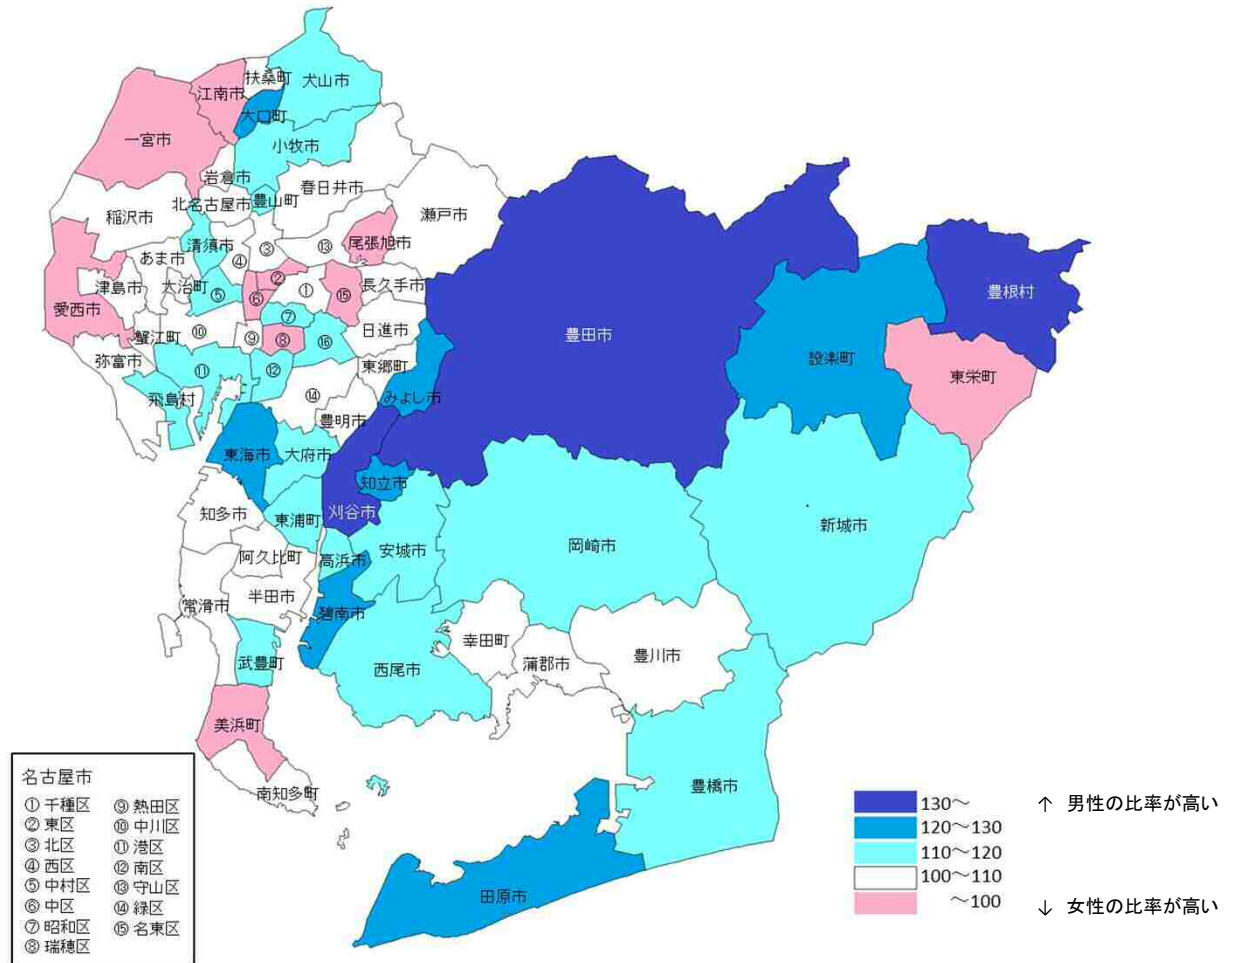 扶桑町
犬山市
江南市
大口町
一宮市
小牧市
岩倉市
春日井市
北名古屋市
豊山町
稲沢市
瀬戸市
清須市
③
⑬
尾張旭市
あま市
④
②
津島市
大治町
⑤
⑥
①
⑮
長久手市
愛西市
⑦
豊根村
蟹江町
⑩
⑨
⑧
⑯
日進市
豊田市
弥富市
⑪
⑫
東郷町
設楽町
東栄町
飛島村
⑭
みよし市
豊明市
東海市
大府市
知立市
知多市
東浦町
刈谷市
新城市
阿久比町
高浜市
安城市
岡崎市
常滑市
半田市
碧南市
幸田町
豊川市
武豊町
西尾市
蒲郡市
美浜町
豊橋市
南知多町
田原市
名古屋市
① 千種区 ⑨ 熱田区
② 東区 ⑩ 中川区
③ 北区 ⑪ 港区
④ 西区 ⑫ 南区
⑤ 中村区 ⑬ 守山区
⑥ 中区 ⑭ 緑区
⑦ 昭和区 ⑮ 名東区
⑧ 瑞穂区
130～ ↑ 男性の比率が高い
120～130
110～120
100～110
～100 ↓ 女性の比率が高い